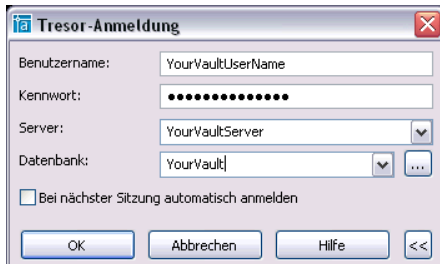 Tresor-Anmeldung
Benutzername: YourVaultUserName
Kennwort: ●●●●●●●●●●●●●●
Server: YourVaultServer
Datenbank: YourVault ...
Bei nächster Sitzung automatisch anmelden
OK Abbrechen Hilfe <<